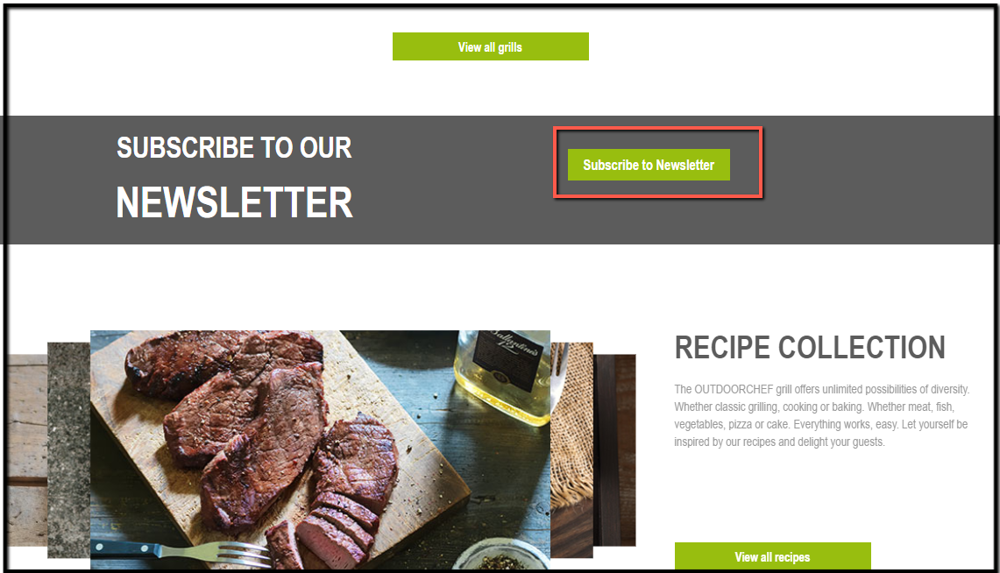 View all grills
SUBSCRIBE TO OUR
NEWSLETTER
Subscribe to Newsletter
Ballantine's
RECIPE COLLECTION
The OUTDOORCHEF grill offers unlimited possibilities of diversity.
Whether classic grilling, cooking or baking. Whether meat, fish,
vegetables, pizza or cake. Everything works, easy. Let yourself be
inspired by our recipes and delight your guests.
View all recipes